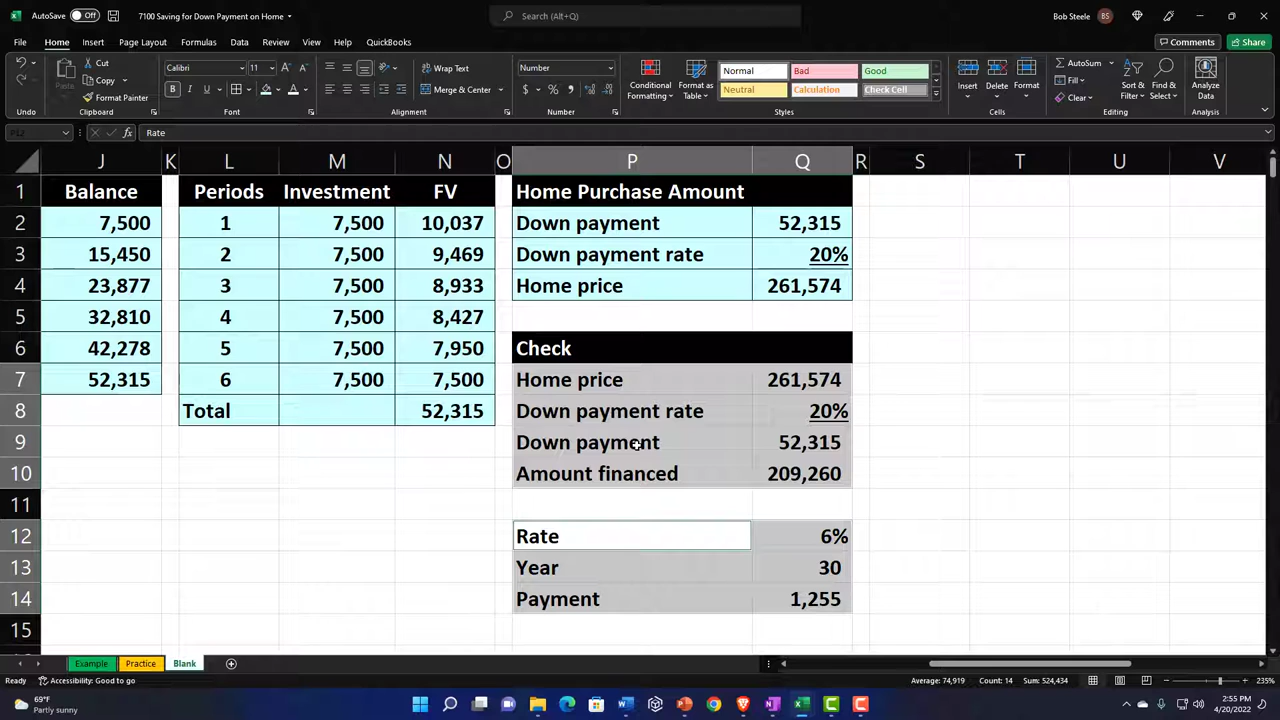 AutoSave Off 7100 Saving for Down Payment on Home Search (Alt+Q) Bob Steele BS
File Home Insert Page Layout Formulas Data Review View Help QuickBooks Comments Share
Cut Copy Format Painter Calibri 11 Wrap Text Merge & Center Number Conditional Formatting Format as Table Normal Bad Good Neutral Calculation Check Cell Insert Delete Format AutoSum Fill Clear Sort & Filter Find & Select Analyze Data
Undo Clipboard Font Alignment Number Styles Cells Editing Analysis
P12 fx Rate
J K L M N O P Q R S T U V
1 Balance Periods Investment FV Home Purchase Amount
2 7,500 1 7,500 10,037 Down payment 52,315
3 15,450 2 7,500 9,469 Down payment rate 20%
4 23,877 3 7,500 8,933 Home price 261,574
5 32,810 4 7,500 8,427
6 42,278 5 7,500 7,950 Check
7 52,315 6 7,500 7,500 Home price 261,574
8 Total 52,315 Down payment rate 20%
9 Down payment 52,315
10 Amount financed 209,260
11
12 Rate 6%
13 Year 30
14 Payment 1,255
15
Example Practice Blank
Ready Accessibility: Good to go Average: 74,919 Count: 14 Sum: 524,434 235%
69°F
Partly sunny
2:55 PM
4/20/2022